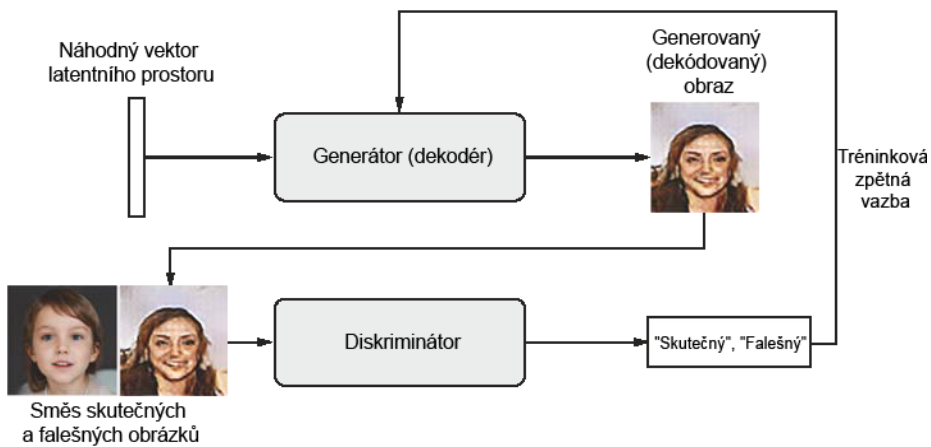 Náhodný vektor
latentního prostoru
Generátor (dekodér)
Generovaný
(dekódovaný)
obraz
Tréninková
zpětná
vazba
Směs skutečných
a falešných obrázků
Diskriminátor
"Skutečný", "Falešný"